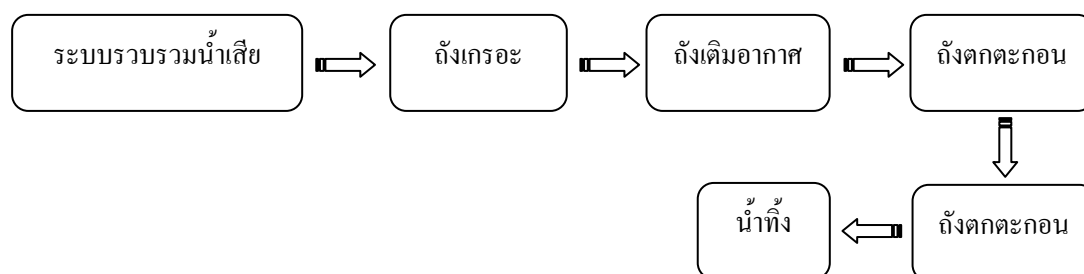 ระบบรวบรวมน้ำเสีย
ถังเกรอะ
ถังเติมอากาศ
ถังตกตะกอน
ถังตกตะกอน
น้ำทิ้ง